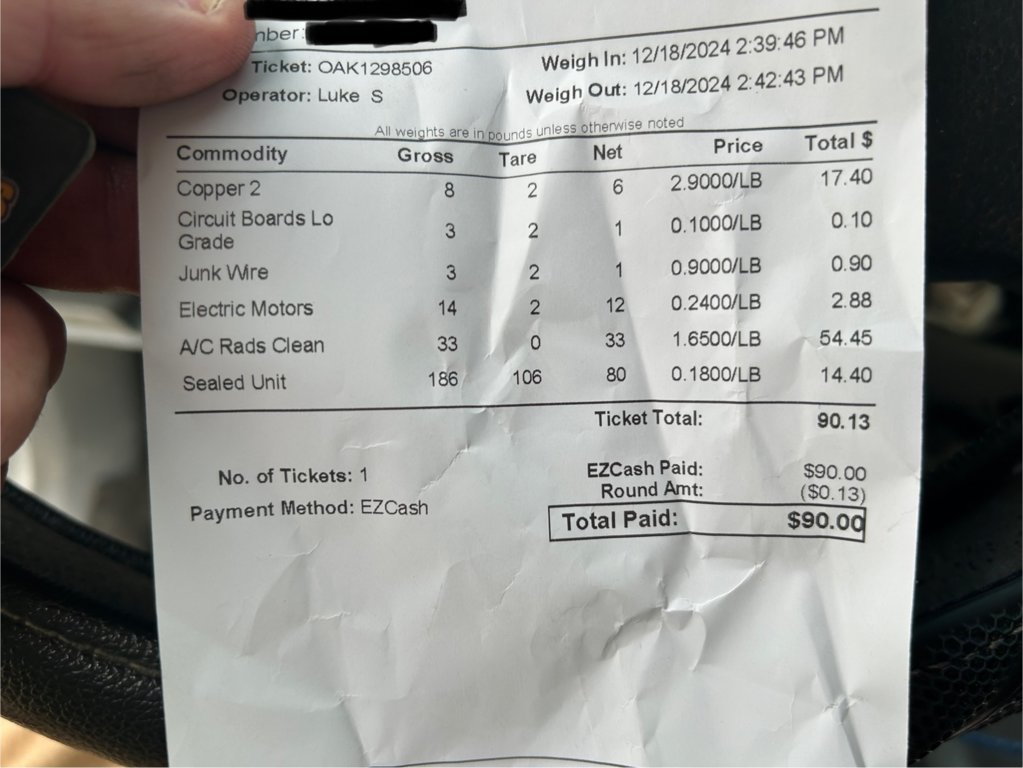 nber:
Ticket: OAK1298506 Weigh In: 12/18/2024 2:39:46 PM
Operator: Luke S Weigh Out: 12/18/2024 2:42:43 PM
All weights are in pounds unless otherwise noted
Commodity Gross Tare Net Price Total $
Copper 2 8 2 6 2.9000/LB 17.40
Circuit Boards Lo
Grade 3 2 1 0.1000/LB 0.10
Junk Wire 3 2 1 0.9000/LB 0.90
Electric Motors 14 2 12 0.2400/LB 2.88
A/C Rads Clean 33 0 33 1.6500/LB 54.45
Sealed Unit 186 106 80 0.1800/LB 14.40
Ticket Total: 90.13
No. of Tickets: 1 EZCash Paid: $90.00
Round Amt: ($0.13)
Payment Method: EZCash Total Paid: $90.00